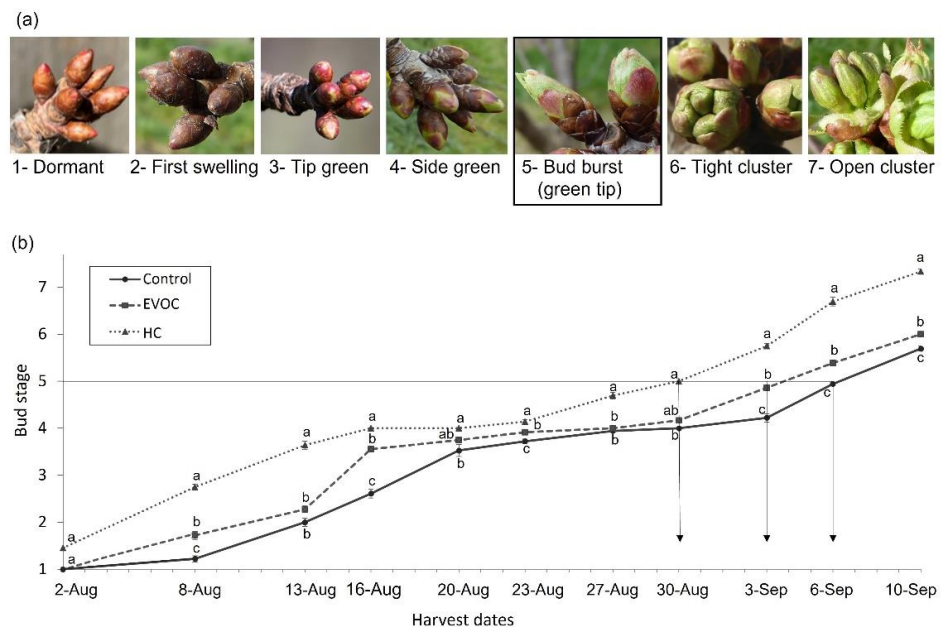 (a)
1- Dormant
2- First swelling
3- Tip green
4- Side green
5- Bud burst
(green tip)
6- Tight cluster
7- Open cluster
(b)
Control
EVOC
HC
Bud stage
7
6
5
4
3
2
1
a
a
a
b
c
a
b
b
a
b
c
a
ab
b
a
b
c
a
b
b
a
ab
b
a
b
c
a
b
c
a
b
c
2-Aug
8-Aug
13-Aug
16-Aug
20-Aug
23-Aug
27-Aug
30-Aug
3-Sep
6-Sep
10-Sep
Harvest dates